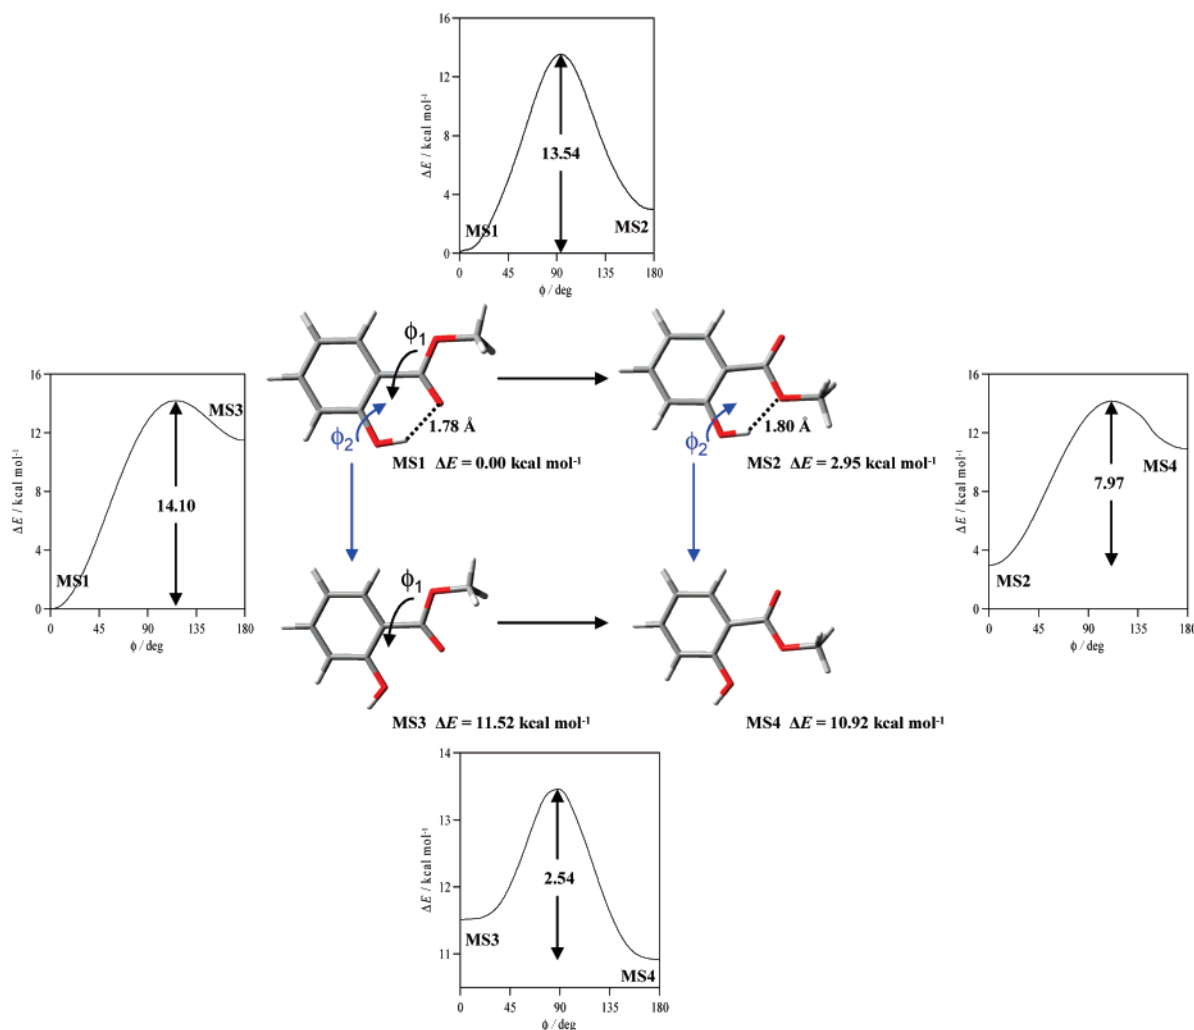 16
12
8
4
0
ΔE / kcal mol⁻¹
13.54
MS1
MS2
0 45 90 135 180
ϕ / deg
16
12
8
4
0
ΔE / kcal mol⁻¹
MS3
14.10
MS1
0 45 90 135 180
ϕ / deg
ϕ₁
ϕ₂
1.78 Å
MS1 ΔE = 0.00 kcal mol⁻¹
ϕ₂
1.80 Å
MS2 ΔE = 2.95 kcal mol⁻¹
16
12
8
4
0
ΔE / kcal mol⁻¹
MS4
7.97
MS2
0 45 90 135 180
ϕ / deg
ϕ₁
MS3 ΔE = 11.52 kcal mol⁻¹
MS4 ΔE = 10.92 kcal mol⁻¹
14
13
12
11
ΔE / kcal mol⁻¹
2.54
MS3
MS4
0 45 90 135 180
ϕ / deg